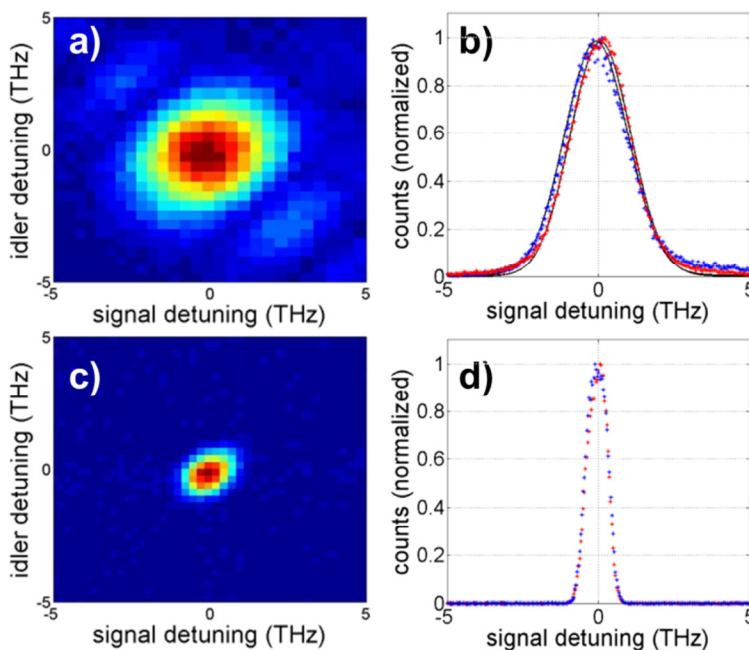 a)
idler detuning (THz)
5
0
-5
-5 0 5
signal detuning (THz)
b)
counts (normalized)
1
0.8
0.6
0.4
0.2
0
-5 0 5
signal detuning (THz)
c)
idler detuning (THz)
5
0
-5
-5 0 5
signal detuning (THz)
d)
counts (normalized)
1
0.8
0.6
0.4
0.2
0
-5 0 5
signal detuning (THz)